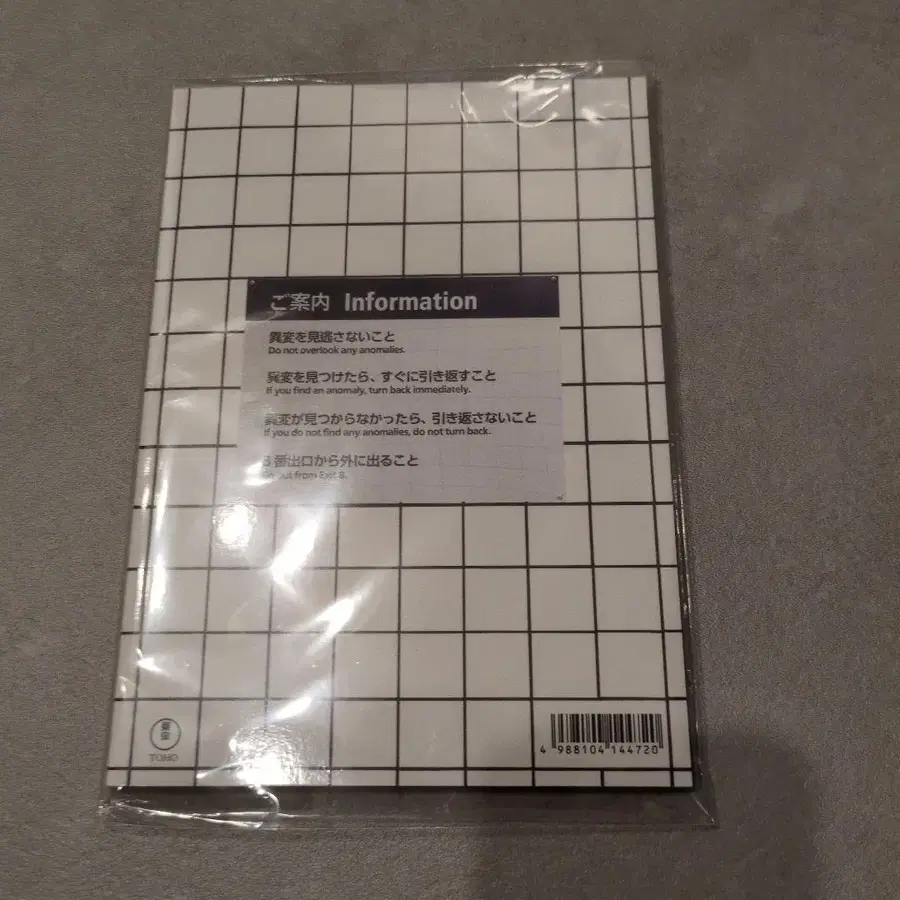 ご案内 Information
異変を見逃さないこと
Do not overlook any anomalies.
異変を見つけたら、すぐに引き返すこと
If you find an anomaly, turn back immediately.
異変が見つからなかったら、引き返さないこと
If you do not find any anomalies, do not turn back.
8番出口から外に出ること
Go out from Exit 8.
TOHO
4 988104 144720